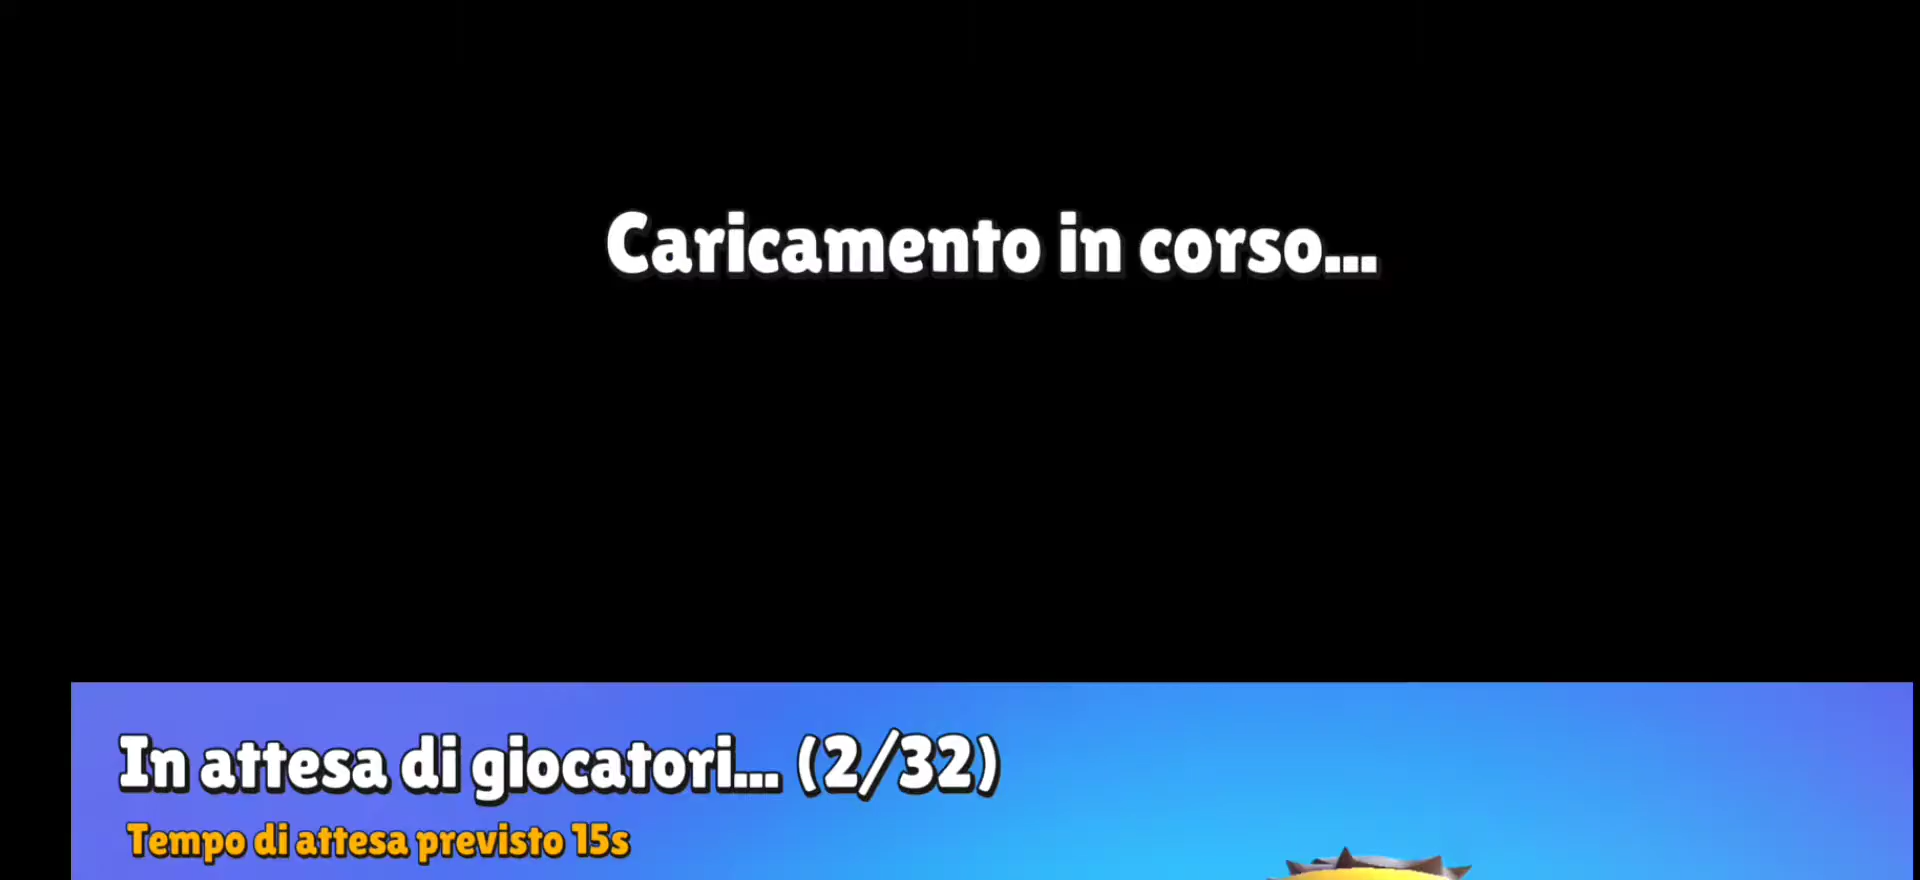 Caricamento in corso...
In attesa di giocatori... (2/32)
Tempo di attesa previsto 15s